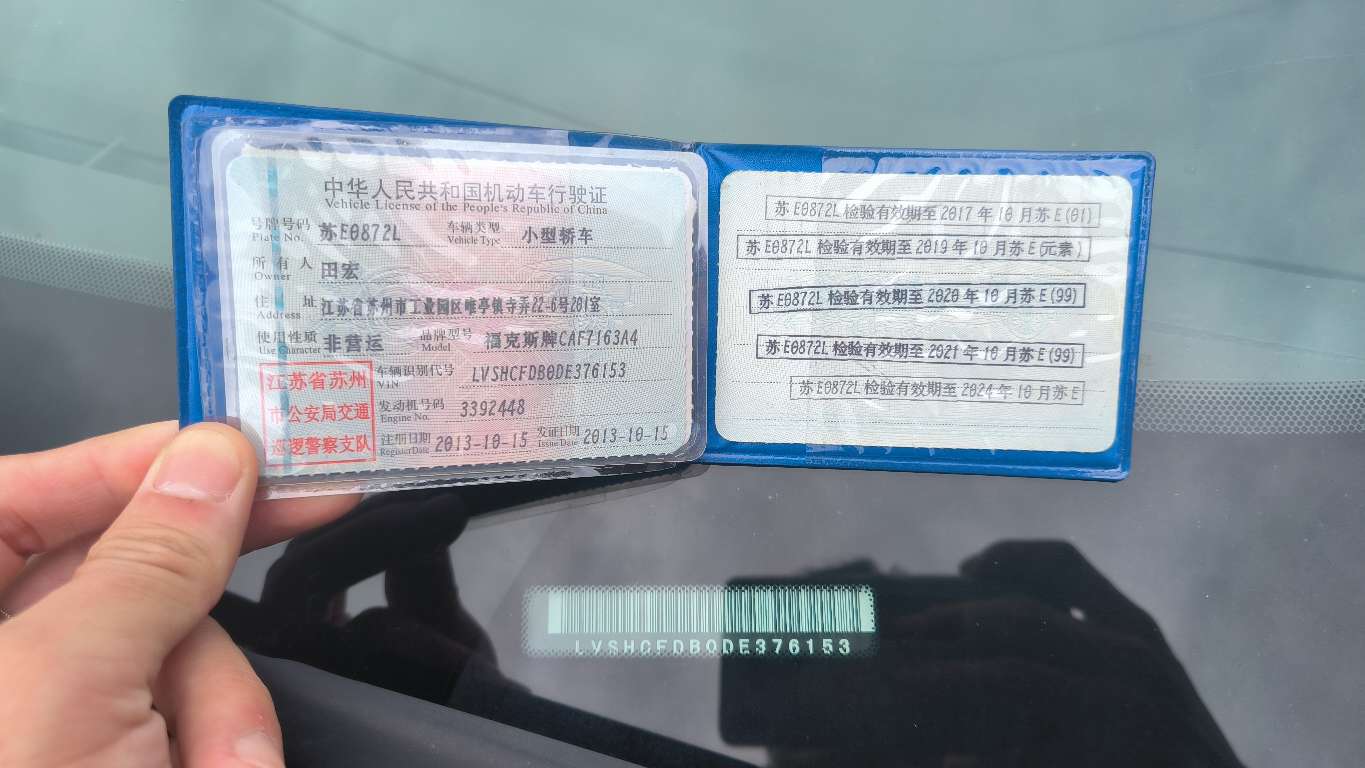 中华人民共和国机动车行驶证
Vehicle License of the People's Republic of China
号牌号码 苏E0872L 车辆类型 小型轿车
Plate No. Vehicle Type
所有人 田宏
Owner
住址 江苏省苏州市工业园区唯亭镇寺弄22-6号201室
Address
使用性质 非营运 品牌型号 福克斯牌CAF7163A4
Use Character Model
车辆识别代号 LVSHCFDB0DE376153
VIN
发动机号码 3392448
Engine No.
注册日期 2013-10-15 发证日期 2013-10-15
Register Date Issue Date
江苏省苏州
市公安局交通
巡逻警察支队
苏E0872L 检验有效期至2017年10月苏E(01)
苏E0872L 检验有效期至2019年10月苏E(元素)
苏E0872L 检验有效期至2020年10月苏E(99)
苏E0872L 检验有效期至2021年10月苏E(99)
苏E0872L 检验有效期至2024年10月苏E
LVSHCFDB0DE376153